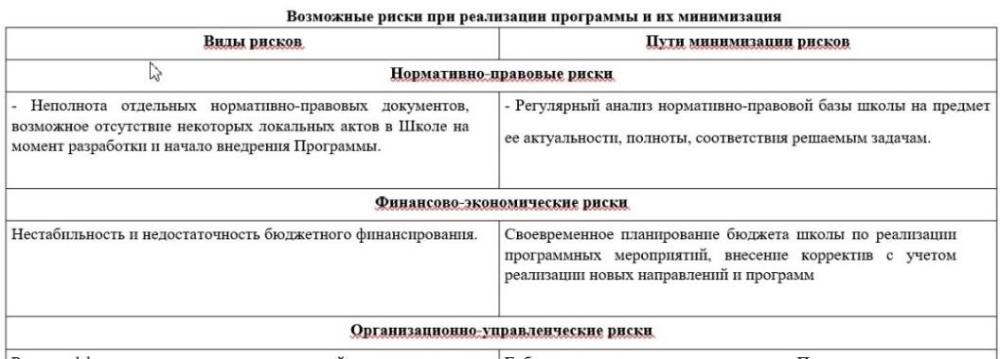 Возможные риски при реализации программы и их минимизация
Виды рисков
Пути минимизации рисков
Нормативно-правовые риски
- Неполнота отдельных нормативно-правовых документов,
возможное отсутствие некоторых локальных актов в Школе на
момент разработки и начало внедрения Программы.
- Регулярный анализ нормативно-правовой базы школы на предмет
ее актуальности, полноты, соответствия решаемым задачам.
Финансово-экономические риски
Нестабильность и недостаточность бюджетного финансирования.
Своевременное планирование бюджета школы по реализации
программных мероприятий, внесение корректив с учетом
реализации новых направлений и программ
Организационно-управленческие риски